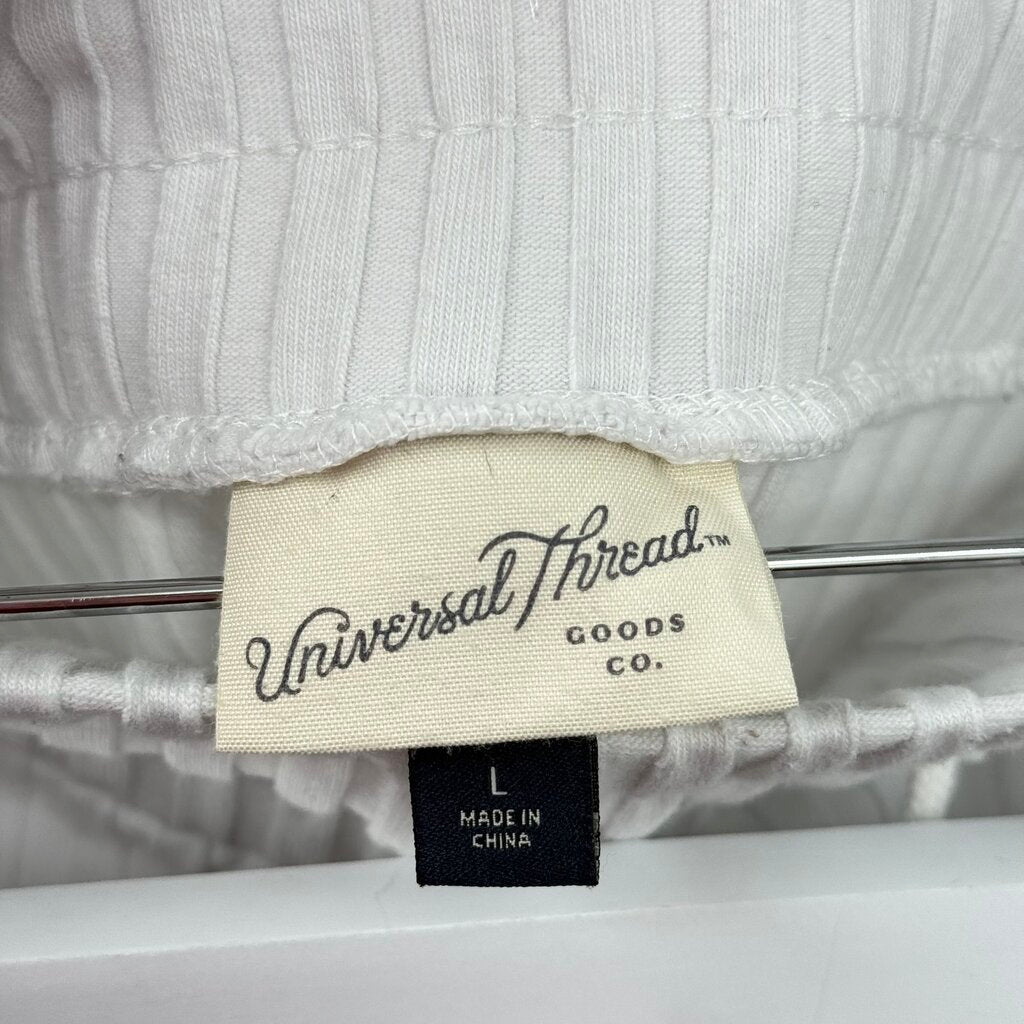 Universal Thread™
GOODS
CO.
L
MADE IN
CHINA